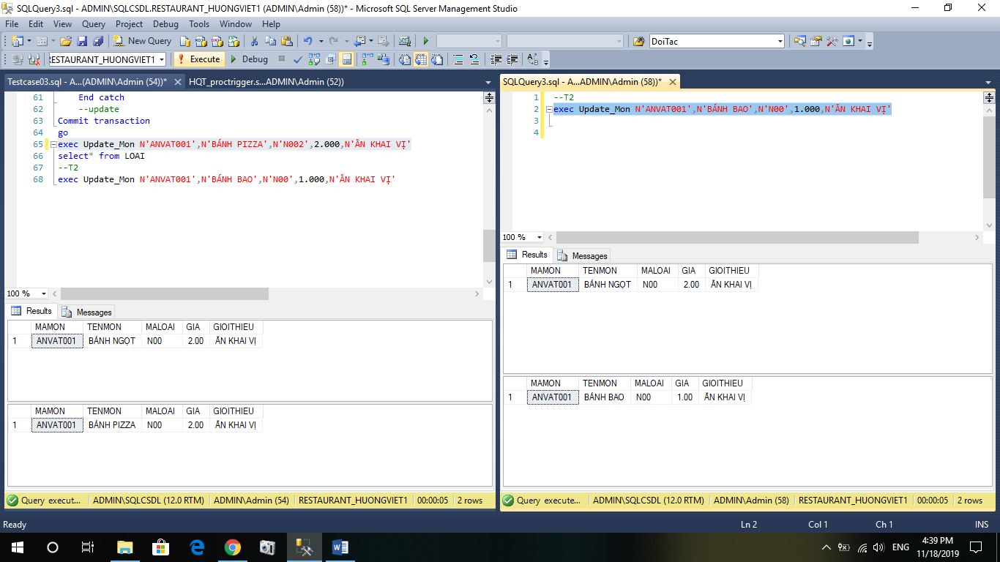 SQLQuery3.sql - ADMIN\SQLCSDL.RESTAURANT_HUONGVIET1 (ADMIN\Admin (58))* - Microsoft SQL Server Management Studio
File Edit View Query Project Debug Tools Window Help
New Query DoiTac
RESTAURANT_HUONGVIET1 Execute Debug
Testcase03.sql - A...(ADMIN\Admin (54))* HQT_proctrigger.s...ADMIN\Admin (52))
61 End catch
62 --update
63 Commit transaction
64 go
65 exec Update_Mon N'ANVAT001',N'BÁNH PIZZA',N'N002',2.000,N'ĂN KHAI VỊ'
66 select* from LOAI
67 --T2
68 exec Update_Mon N'ANVAT001',N'BÁNH BAO',N'N00',1.000,N'ĂN KHAI VỊ'
100 %
Results Messages
MAMON TENMON MALOAI GIA GIOITHIEU
1 ANVAT001 BÁNH NGỌT N00 2.00 ĂN KHAI VỊ
MAMON TENMON MALOAI GIA GIOITHIEU
1 ANVAT001 BÁNH PIZZA N00 2.00 ĂN KHAI VỊ
Query execut... ADMIN\SQLCSDL (12.0 RTM) ADMIN\Admin (54) RESTAURANT_HUONGVIET1 00:00:05 2 rows
SQLQuery3.sql - A...ADMIN\Admin (58))*
1 --T2
2 exec Update_Mon N'ANVAT001',N'BÁNH BAO',N'N00',1.000,N'ĂN KHAI VỊ'
3
4
100 %
Results Messages
MAMON TENMON MALOAI GIA GIOITHIEU
1 ANVAT001 BÁNH NGỌT N00 2.00 ĂN KHAI VỊ
MAMON TENMON MALOAI GIA GIOITHIEU
1 ANVAT001 BÁNH BAO N00 1.00 ĂN KHAI VỊ
Query execute... ADMIN\SQLCSDL (12.0 RTM) ADMIN\Admin (58) RESTAURANT_HUONGVIET1 00:00:05 2 rows
Ready Ln 2 Col 1 Ch 1 INS
ENG 4:39 PM
11/18/2019